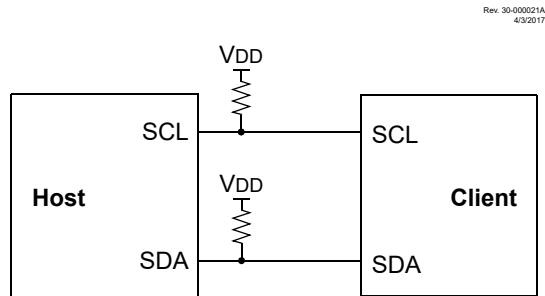 Rev. 30-000021A
4/3/2017
VDD
SCL
SCL
Host
VDD
Client
SDA
SDA